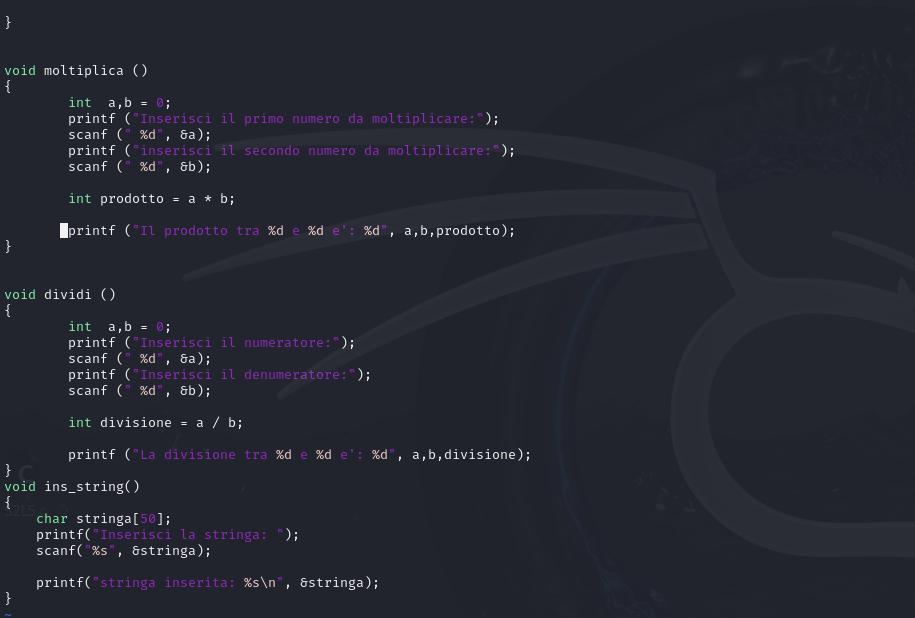 }
void moltiplica ()
{
        int  a,b = 0;
        printf ("Inserisci il primo numero da moltiplicare:");
        scanf (" %d", &a);
        printf ("inserisci il secondo numero da moltiplicare:");
        scanf (" %d", &b);
        int prodotto = a * b;
        printf ("Il prodotto tra %d e %d e': %d", a,b,prodotto);
}
void dividi ()
{
        int  a,b = 0;
        printf ("Inserisci il numeratore:");
        scanf (" %d", &a);
        printf ("Inserisci il denumeratore:");
        scanf (" %d", &b);
        int divisione = a / b;
        printf ("La divisione tra %d e %d e': %d", a,b,divisione);
}
void ins_string()
{
    char stringa[50];
    printf("Inserisci la stringa: ");
    scanf("%s", &stringa);
    printf("stringa inserita: %s\n", &stringa);
}
~